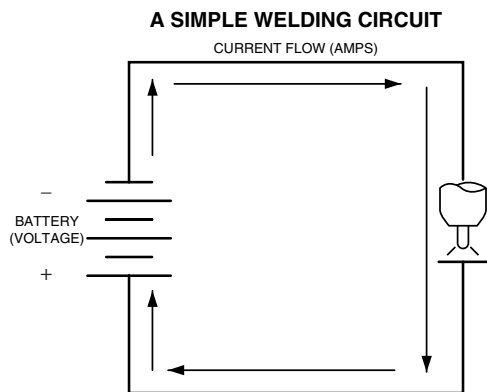 A SIMPLE WELDING CIRCUIT
CURRENT FLOW (AMPS)
−
BATTERY
(VOLTAGE)
+